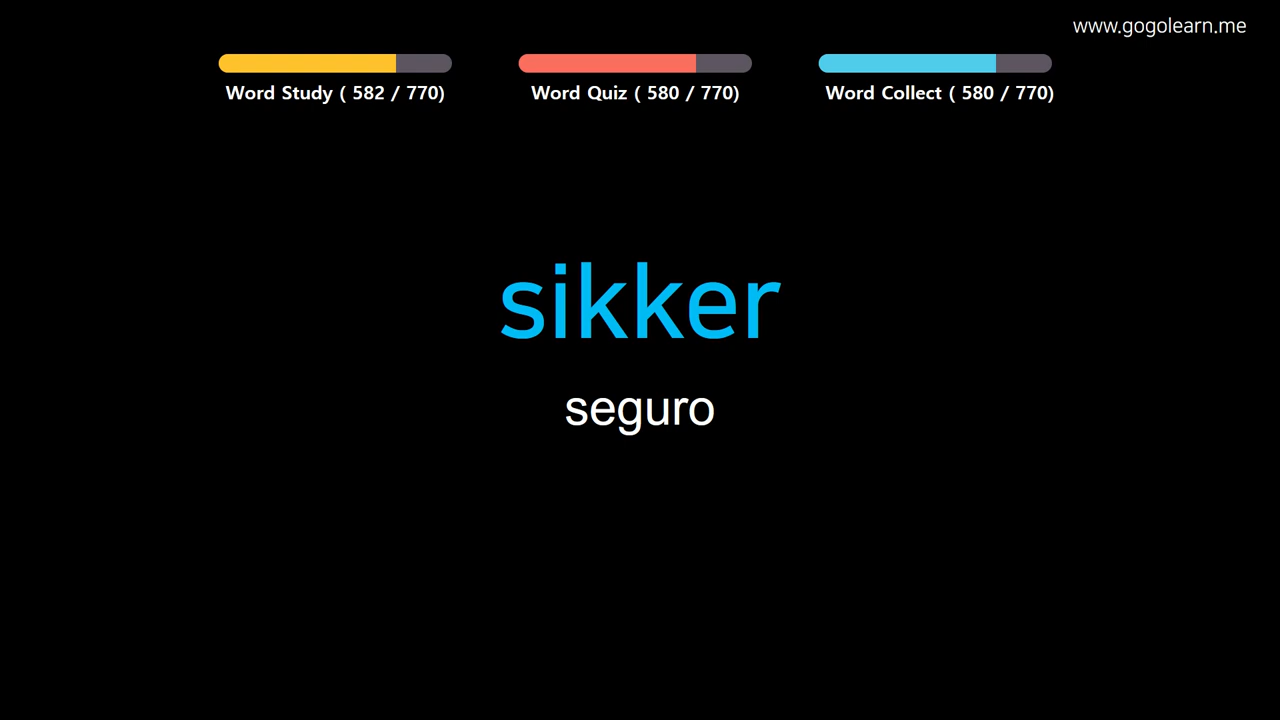 www.gogolearn.me
Word Study ( 582 / 770)
Word Quiz ( 580 / 770)
Word Collect ( 580 / 770)
sikker
seguro